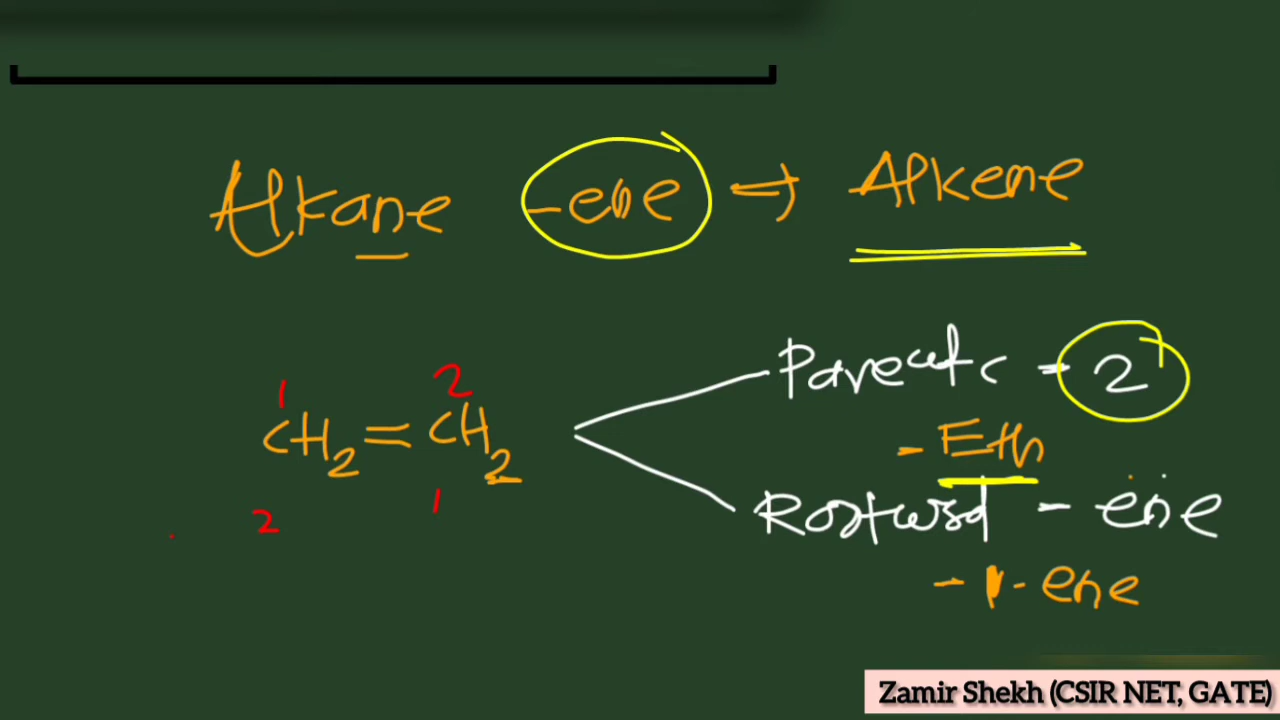 Alkane -ene ⇒ Alkene
1 2
CH2=CH2
2 1
Parent c = 2
- Eth
Rootword - ene
- 1-ene
Zamir Shekh (CSIR NET, GATE)